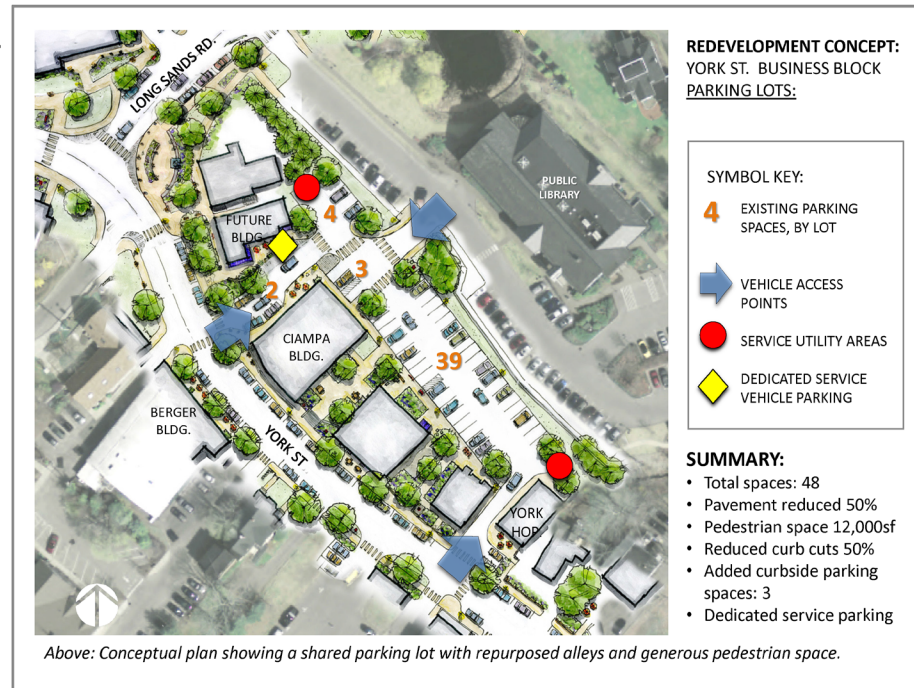 REDEVELOPMENT CONCEPT:
YORK ST.  BUSINESS BLOCK
PARKING LOTS:
SYMBOL KEY:
4
EXISTING PARKING
SPACES, BY LOT
VEHICLE ACCESS
POINTS
SERVICE UTILITY AREAS
DEDICATED SERVICE
VEHICLE PARKING
SUMMARY:
• Total spaces: 48
• Pavement reduced 50%
• Pedestrian space 12,000sf
• Reduced curb cuts 50%
• Added curbside parking
spaces: 3
• Dedicated service parking
LONG SANDS RD.
PUBLIC
LIBRARY
4
FUTURE
BLDG.
3
2
CIAMPA
BLDG.
39
BERGER
BLDG.
YORK ST
YORK
HOP.
Above: Conceptual plan showing a shared parking lot with repurposed alleys and generous pedestrian space.